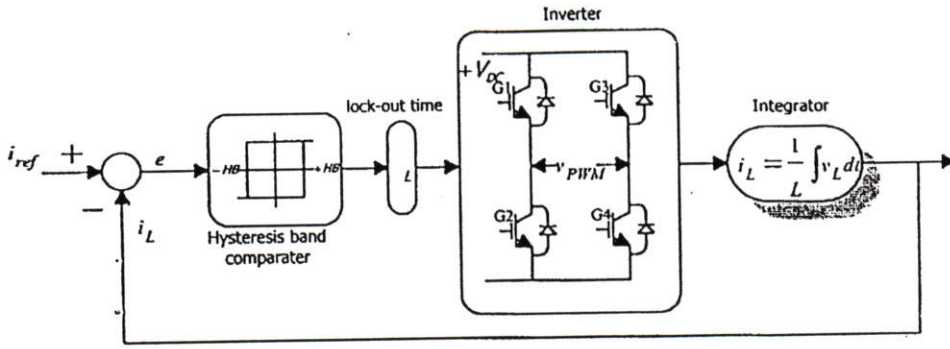 Inverter
+V_DC
G1
G3
lock-out time
Integrator
i_ref
+
e
-HB
+HB
L
v_PWM
i_L = 1/L ∫ v_L dt
−
i_L
G2
G4
Hysteresis band
comparater